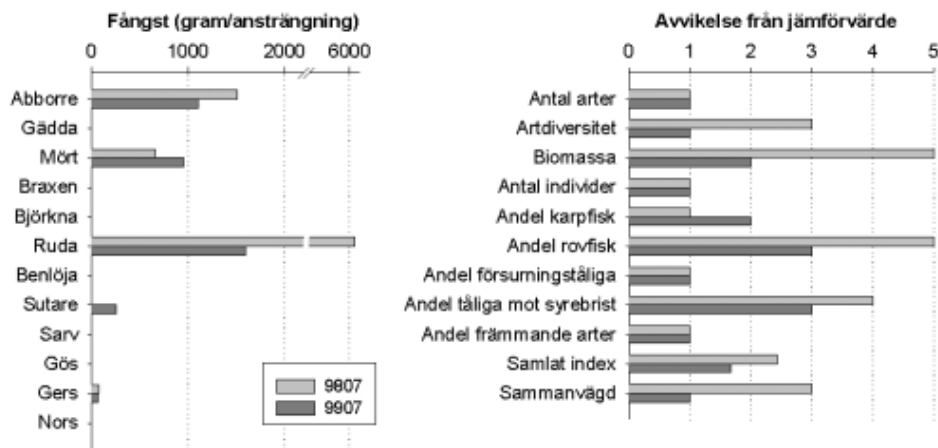 Fångst (gram/ansträngning)
0 1000 2000 6000
Abborre
Gädda
Mört
Braxen
Björkna
Ruda
Benlöja
Sutare
Sarv
Gös
Gers
Nors
9807
9907
Avvikelse från jämförvärde
0 1 2 3 4 5
Antal arter
Artdiversitet
Biomassa
Antal individer
Andel karpfisk
Andel rovfisk
Andel försurningståliga
Andel tåliga mot syrebrist
Andel främmande arter
Samlat index
Sammanvägd